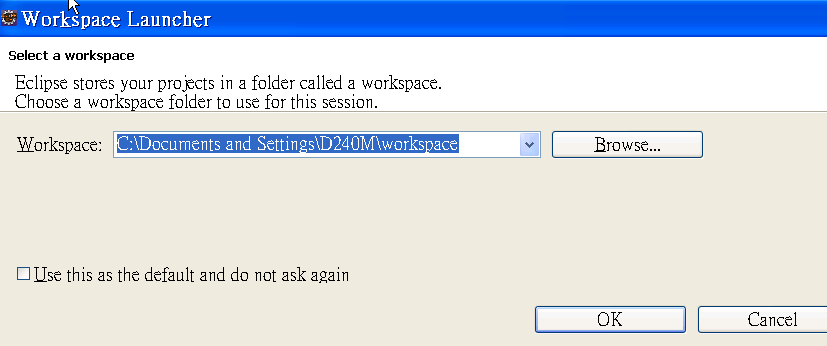 Workspace Launcher
Select a workspace
Eclipse stores your projects in a folder called a workspace.
Choose a workspace folder to use for this session.
Workspace: C:\Documents and Settings\D240M\workspace Browse...
Use this as the default and do not ask again
OK Cancel